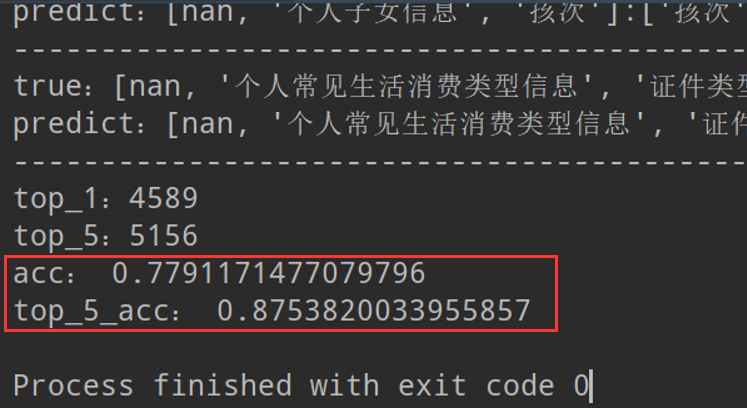 predict：[nan, '个人子女信息', '孩次']:['孩次'
------------------------------------------
true：[nan, '个人常见生活消费类型信息', '证件类型
predict：[nan, '个人常见生活消费类型信息', '证件
------------------------------------------
top_1：4589
top_5：5156
acc： 0.7791171477079796
top_5_acc： 0.8753820033955857
Process finished with exit code 0